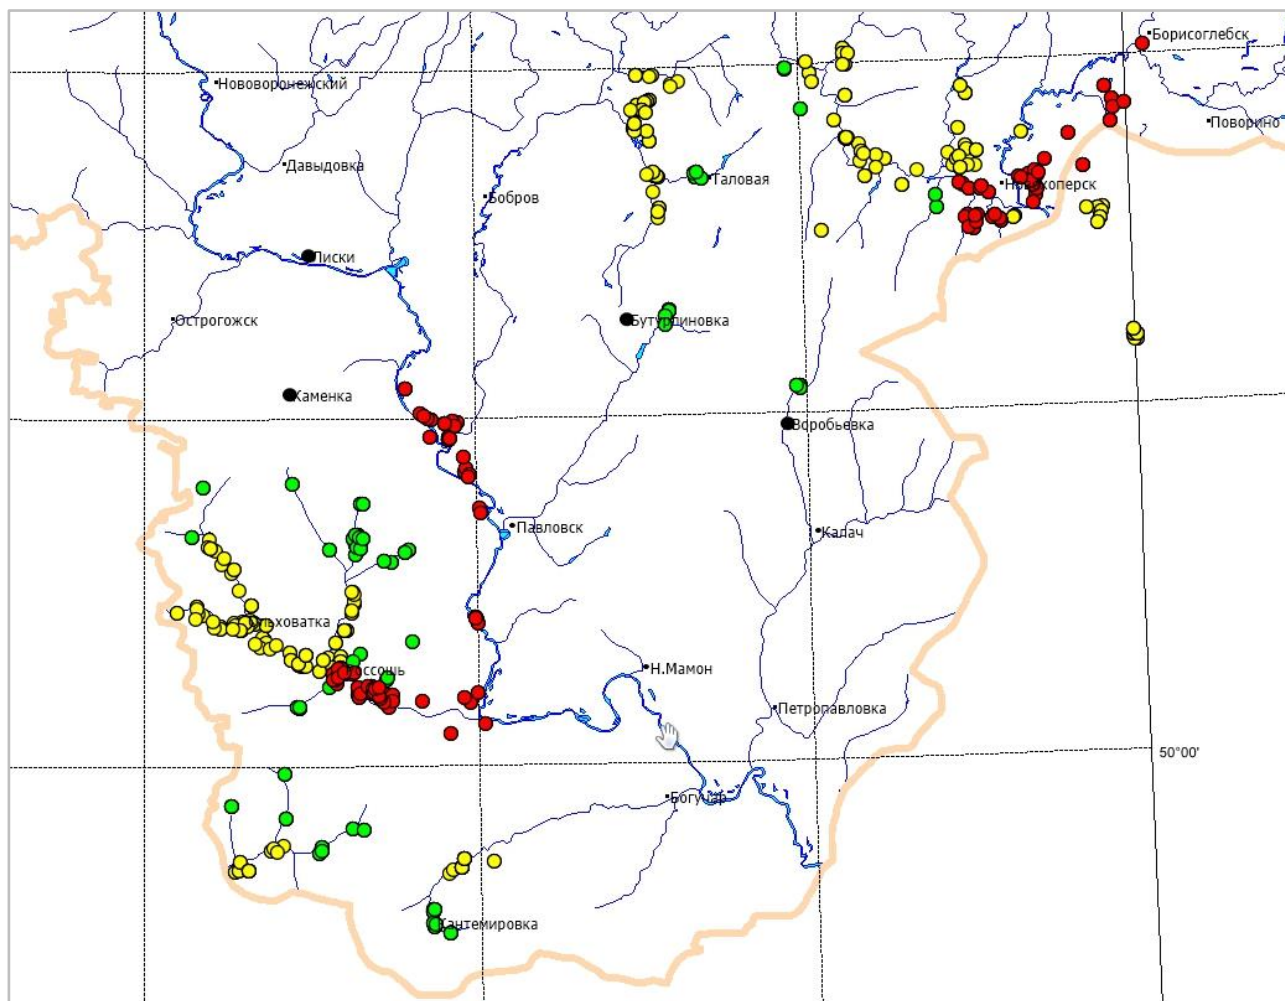 Борисоглебск
Нововоронежский
Поворино
Давыдовка
Таловая
Новохоперск
Бобров
Лиски
Острогожск
Бутурлиновка
Каменка
Воробьевка
Павловск
Калач
Ольховатка
Россошь
Н.Мамон
Петропавловка
50°00'
Богучар
Кантемировка